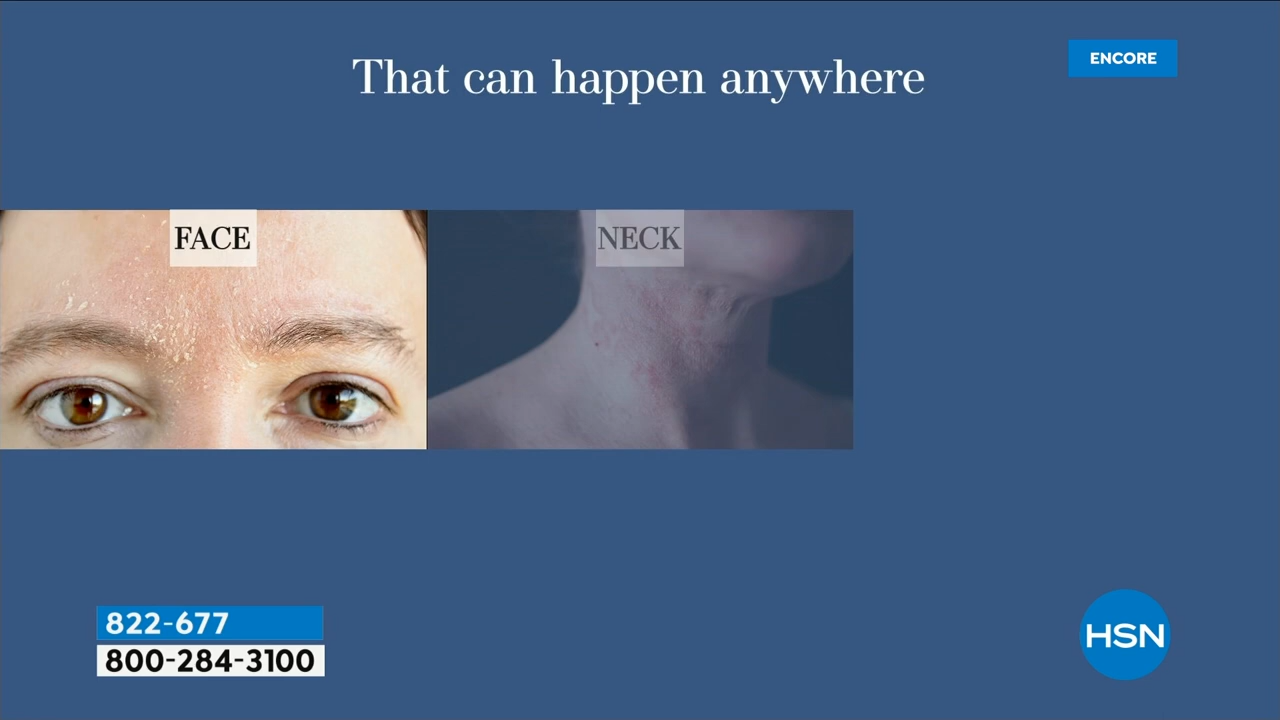 That can happen anywhere
ENCORE
FACE
NECK
822-677
800-284-3100
HSN